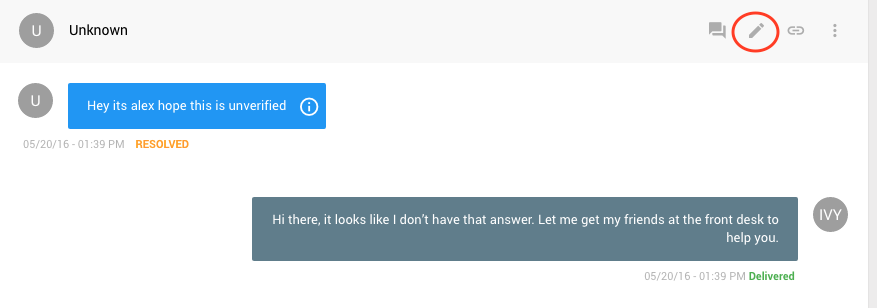 U Unknown
U Hey its alex hope this is unverified
05/20/16 - 01:39 PM RESOLVED
Hi there, it looks like I don't have that answer. Let me get my friends at the front desk to IVY
help you.
05/20/16 - 01:39 PM Delivered